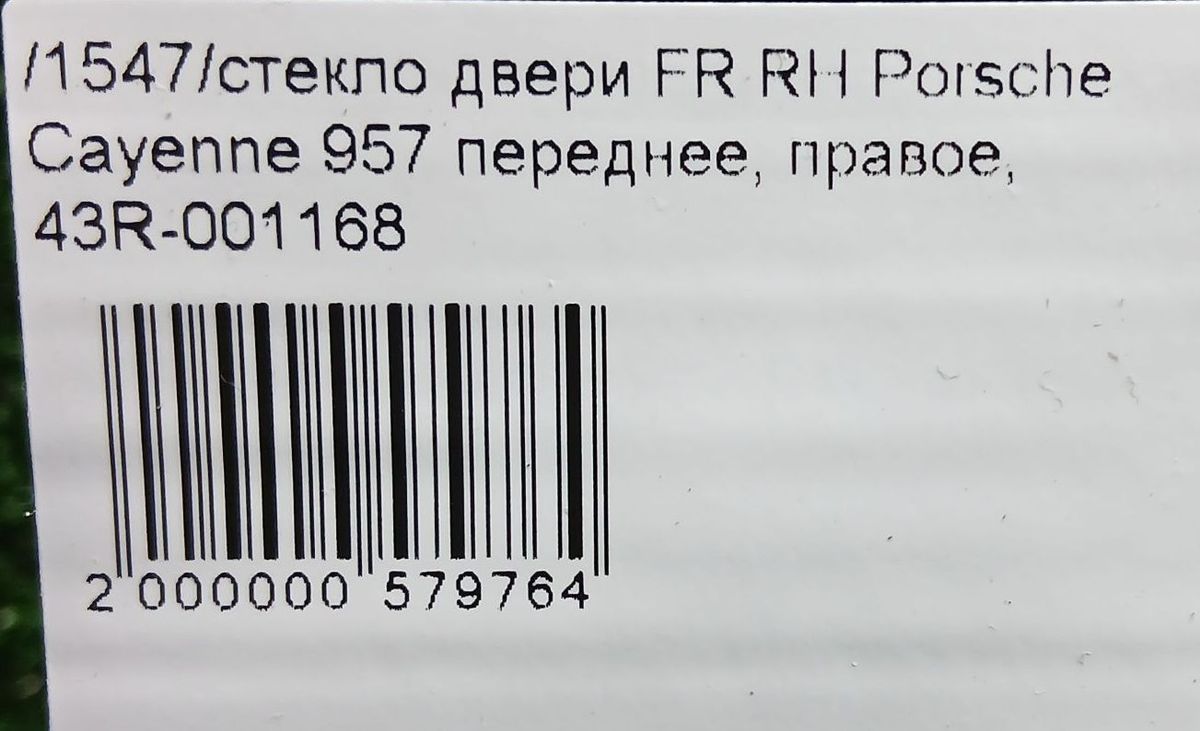 /1547/стекло двери FR RH Porsche
Cayenne 957 переднее, правое,
43R-001168
2 000000 579764